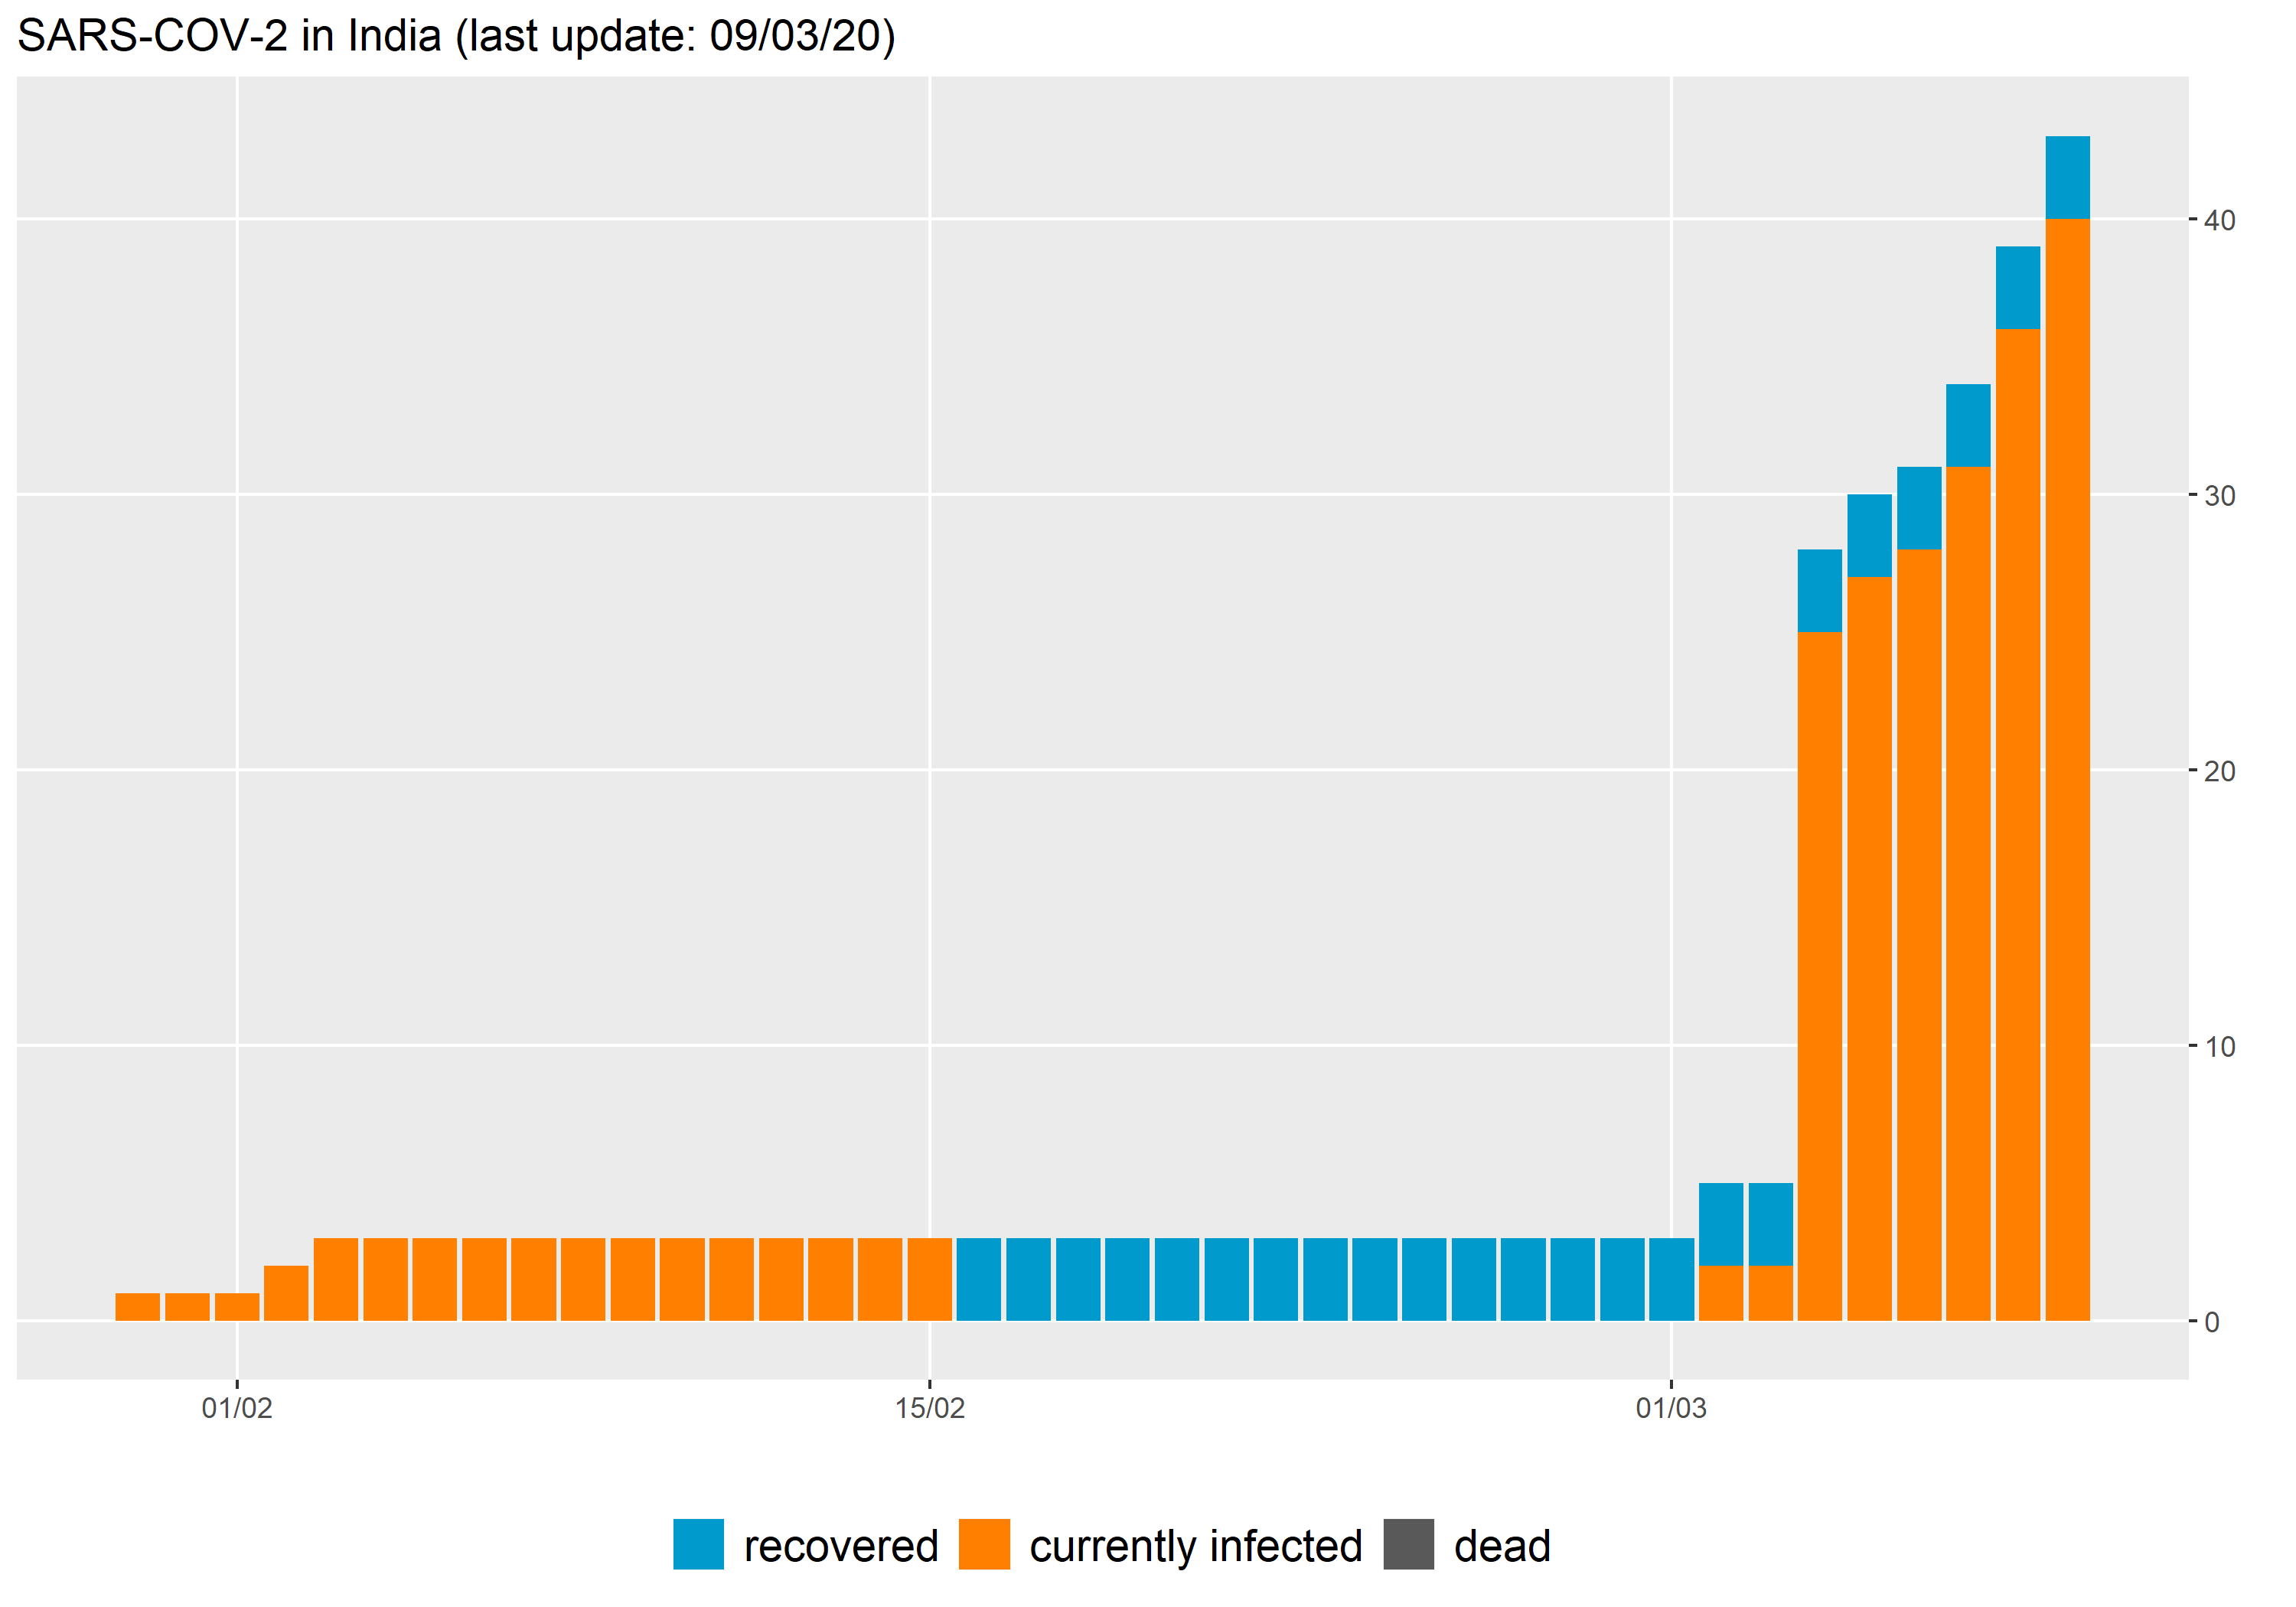 SARS-COV-2 in India (last update: 09/03/20)
40
30
20
10
0
01/02 15/02 01/03
recovered currently infected dead